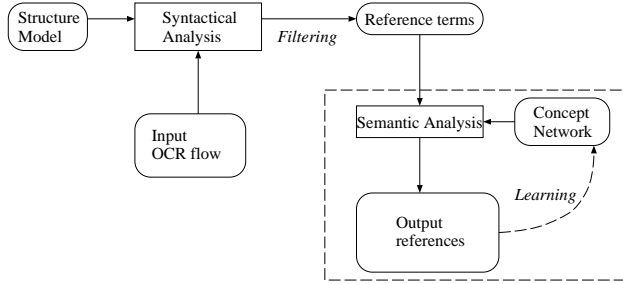 Structure
Model
Syntactical
Analysis
Filtering
Reference terms
Input
OCR flow
Semantic Analysis
Concept
Network
Learning
Output
references